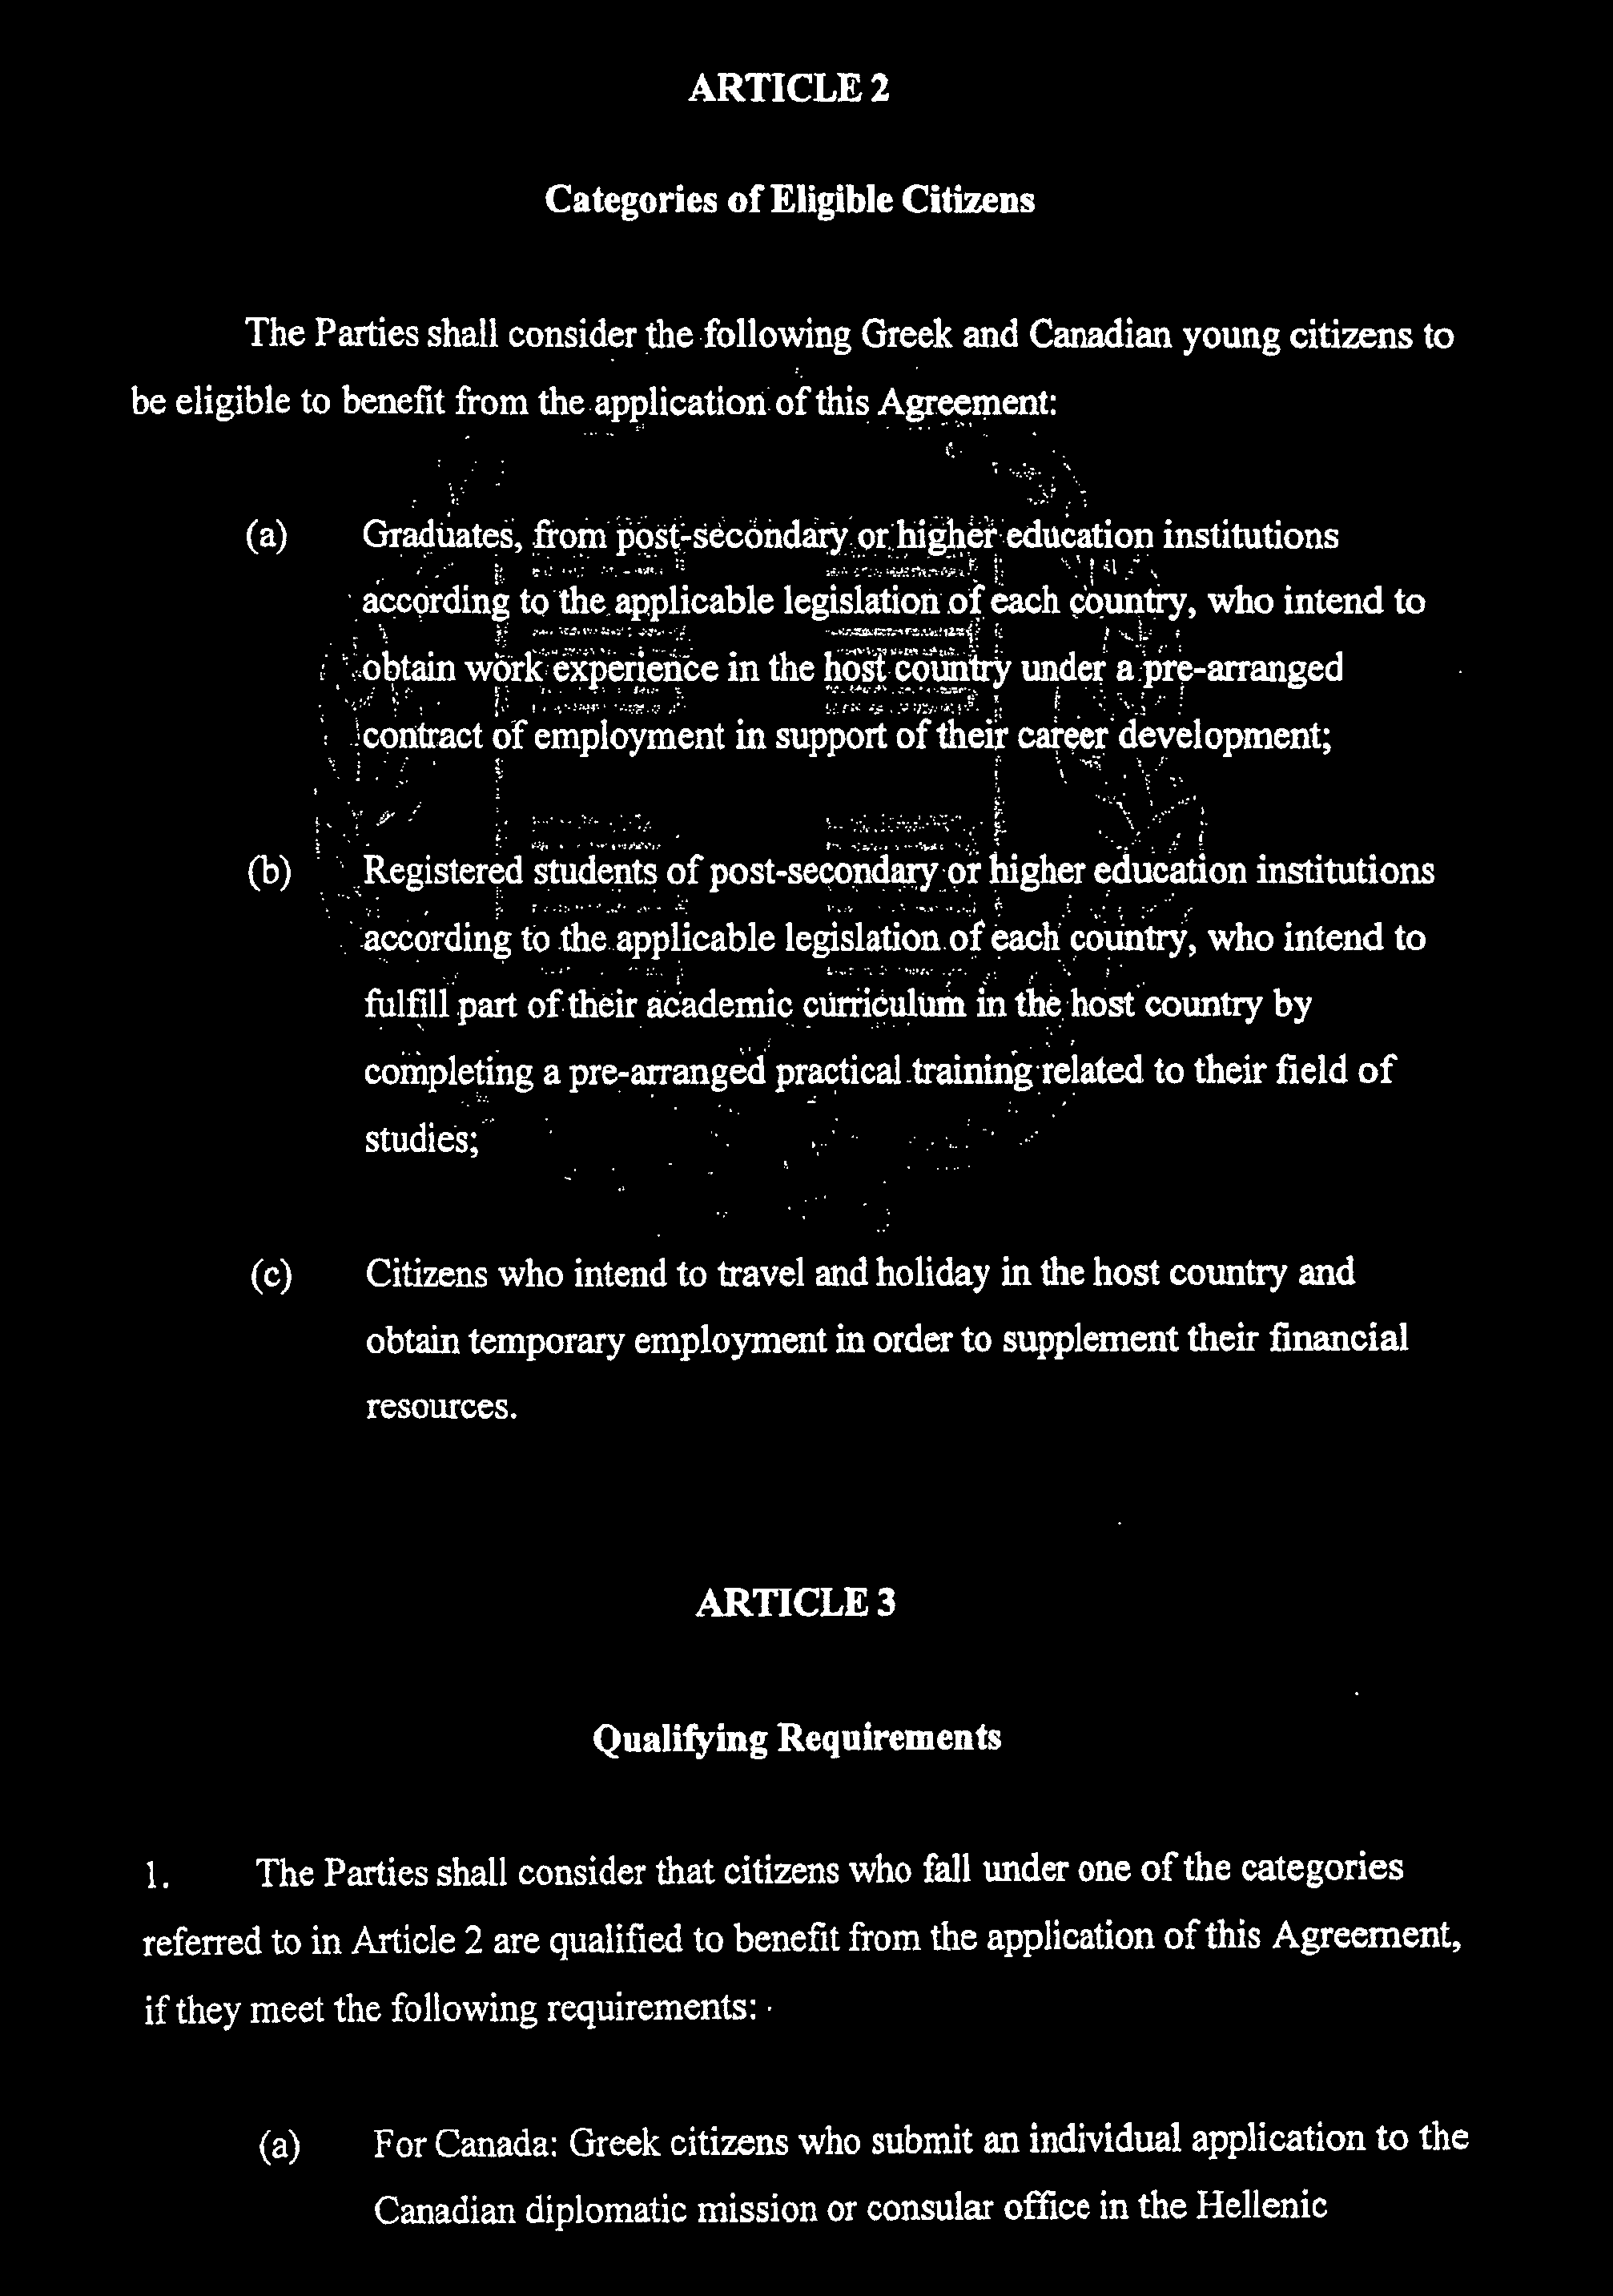 ARTICLE 2
Categories of Eligible Citizens
The Parties shall consider the following Greek and Canadian young citizens to
be eligible to benefit from the application of this Agreement:
(a) Graduates, from post-secondary or higher education institutions
according to the applicable legislation of each country, who intend to
obtain work experience in the host country under a pre-arranged
contract of employment in support of their career development;
(b) Registered students of post-secondary or higher education institutions
according to the applicable legislation of each country, who intend to
fulfill part of their academic curriculum in the host country by
completing a pre-arranged practical training related to their field of
studies;
(c) Citizens who intend to travel and holiday in the host country and
obtain temporary employment in order to supplement their financial
resources.
ARTICLE 3
Qualifying Requirements
1. The Parties shall consider that citizens who fall under one of the categories
referred to in Article 2 are qualified to benefit from the application of this Agreement,
if they meet the following requirements:
(a) For Canada: Greek citizens who submit an individual application to the
Canadian diplomatic mission or consular office in the Hellenic